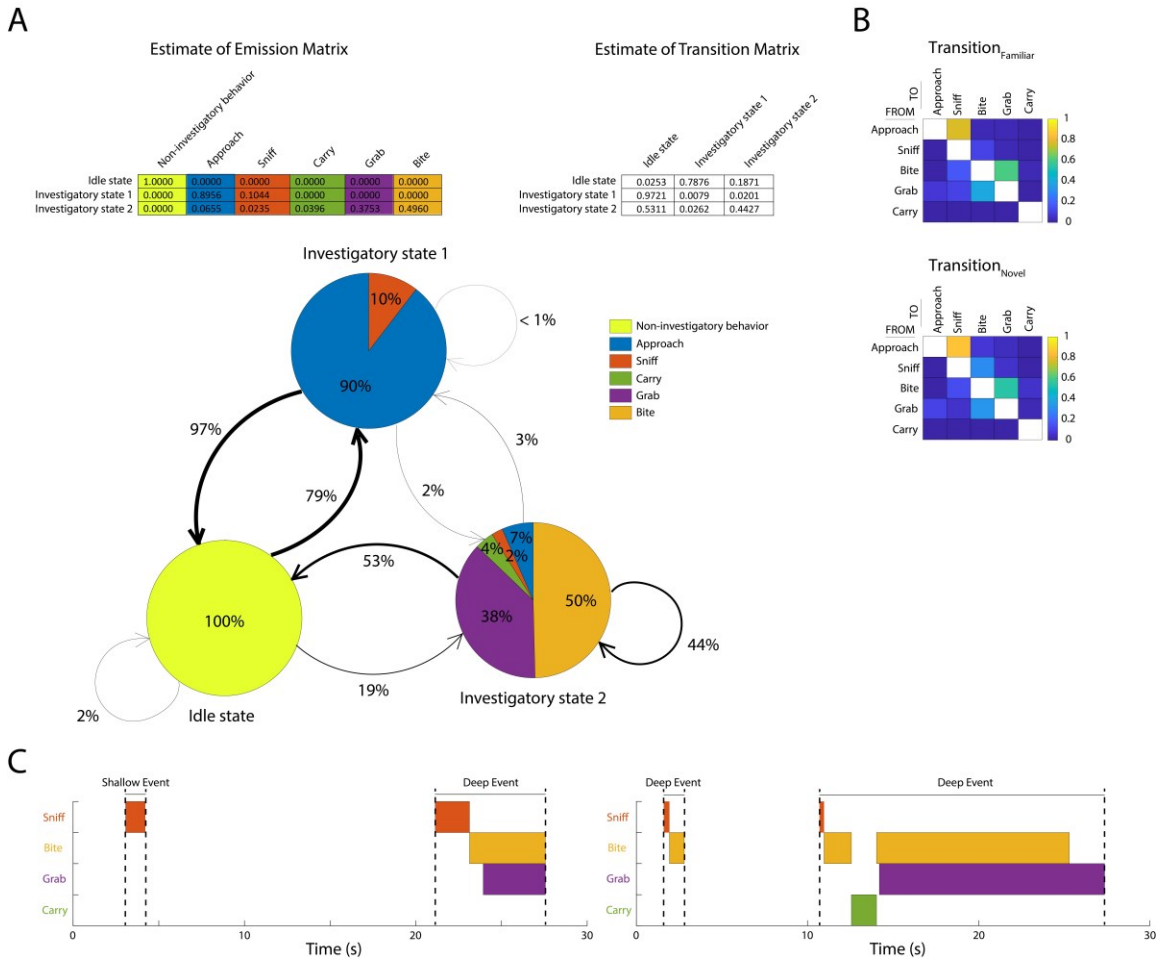 A
Estimate of Emission Matrix
Non-investigatory behavior
Approach
Sniff
Carry
Grab
Bite
Idle state 1.0000 0.0000 0.0000 0.0000 0.0000 0.0000
Investigatory state 1 0.0000 0.8956 0.1044 0.0000 0.0000 0.0000
Investigatory state 2 0.0000 0.0655 0.0235 0.0396 0.3753 0.4960
Estimate of Transition Matrix
Idle state
Investigatory state 1
Investigatory state 2
Idle state 0.0253 0.7876 0.1871
Investigatory state 1 0.9721 0.0079 0.0201
Investigatory state 2 0.5311 0.0262 0.4427
Investigatory state 1
10%
90%
< 1%
97%
79%
2%
3%
53%
19%
100%
2%
Idle state
7%
4%
2%
38%
50%
44%
Investigatory state 2
Non-investigatory behavior
Approach
Sniff
Carry
Grab
Bite
B
Transition Familiar
TO
FROM
Approach
Sniff
Bite
Grab
Carry
Approach
Sniff
Bite
Grab
Carry
1
0.8
0.6
0.4
0.2
0
Transition Novel
TO
FROM
Approach
Sniff
Bite
Grab
Carry
Approach
Sniff
Bite
Grab
Carry
1
0.8
0.6
0.4
0.2
0
C
Shallow Event
Deep Event
Sniff
Bite
Grab
Carry
0 10 20 30
Time (s)
Deep Event
Deep Event
Sniff
Bite
Grab
Carry
0 10 20 30
Time (s)